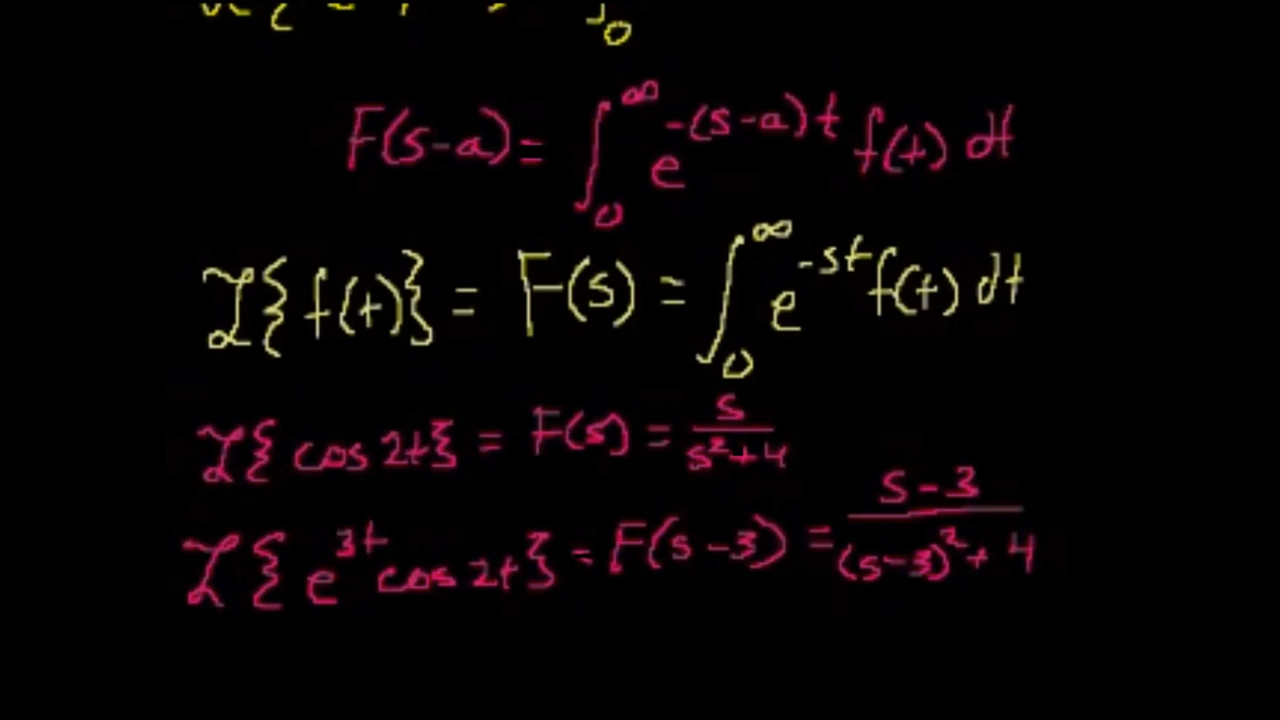 F(s-a) = ∫₀^∞ e^{-(s-a)t} f(t) dt
ℒ{f(t)} = F(s) = ∫₀^∞ e^{-st} f(t) dt
ℒ{cos 2t} = F(s) = s/(s²+4)
ℒ{e^{3t} cos 2t} = F(s-3) = (s-3)/((s-3)²+4)